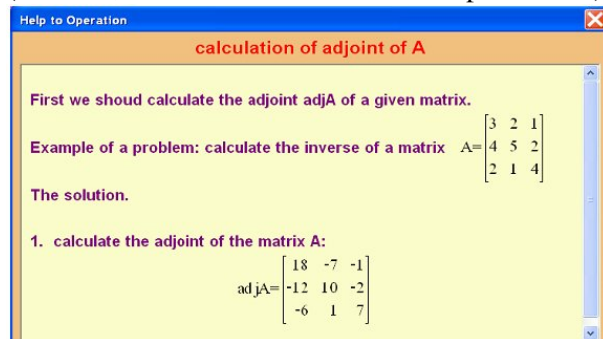 Help to Operation
calculation of adjoint of A
First we shoud calculate the adjoint adjA of a given matrix.
Example of a problem: calculate the inverse of a matrix A=[3 2 1
4 5 2
2 1 4]
The solution.
1. calculate the adjoint of the matrix A:
adjA=[18 -7 -1
-12 10 -2
-6 1 7]